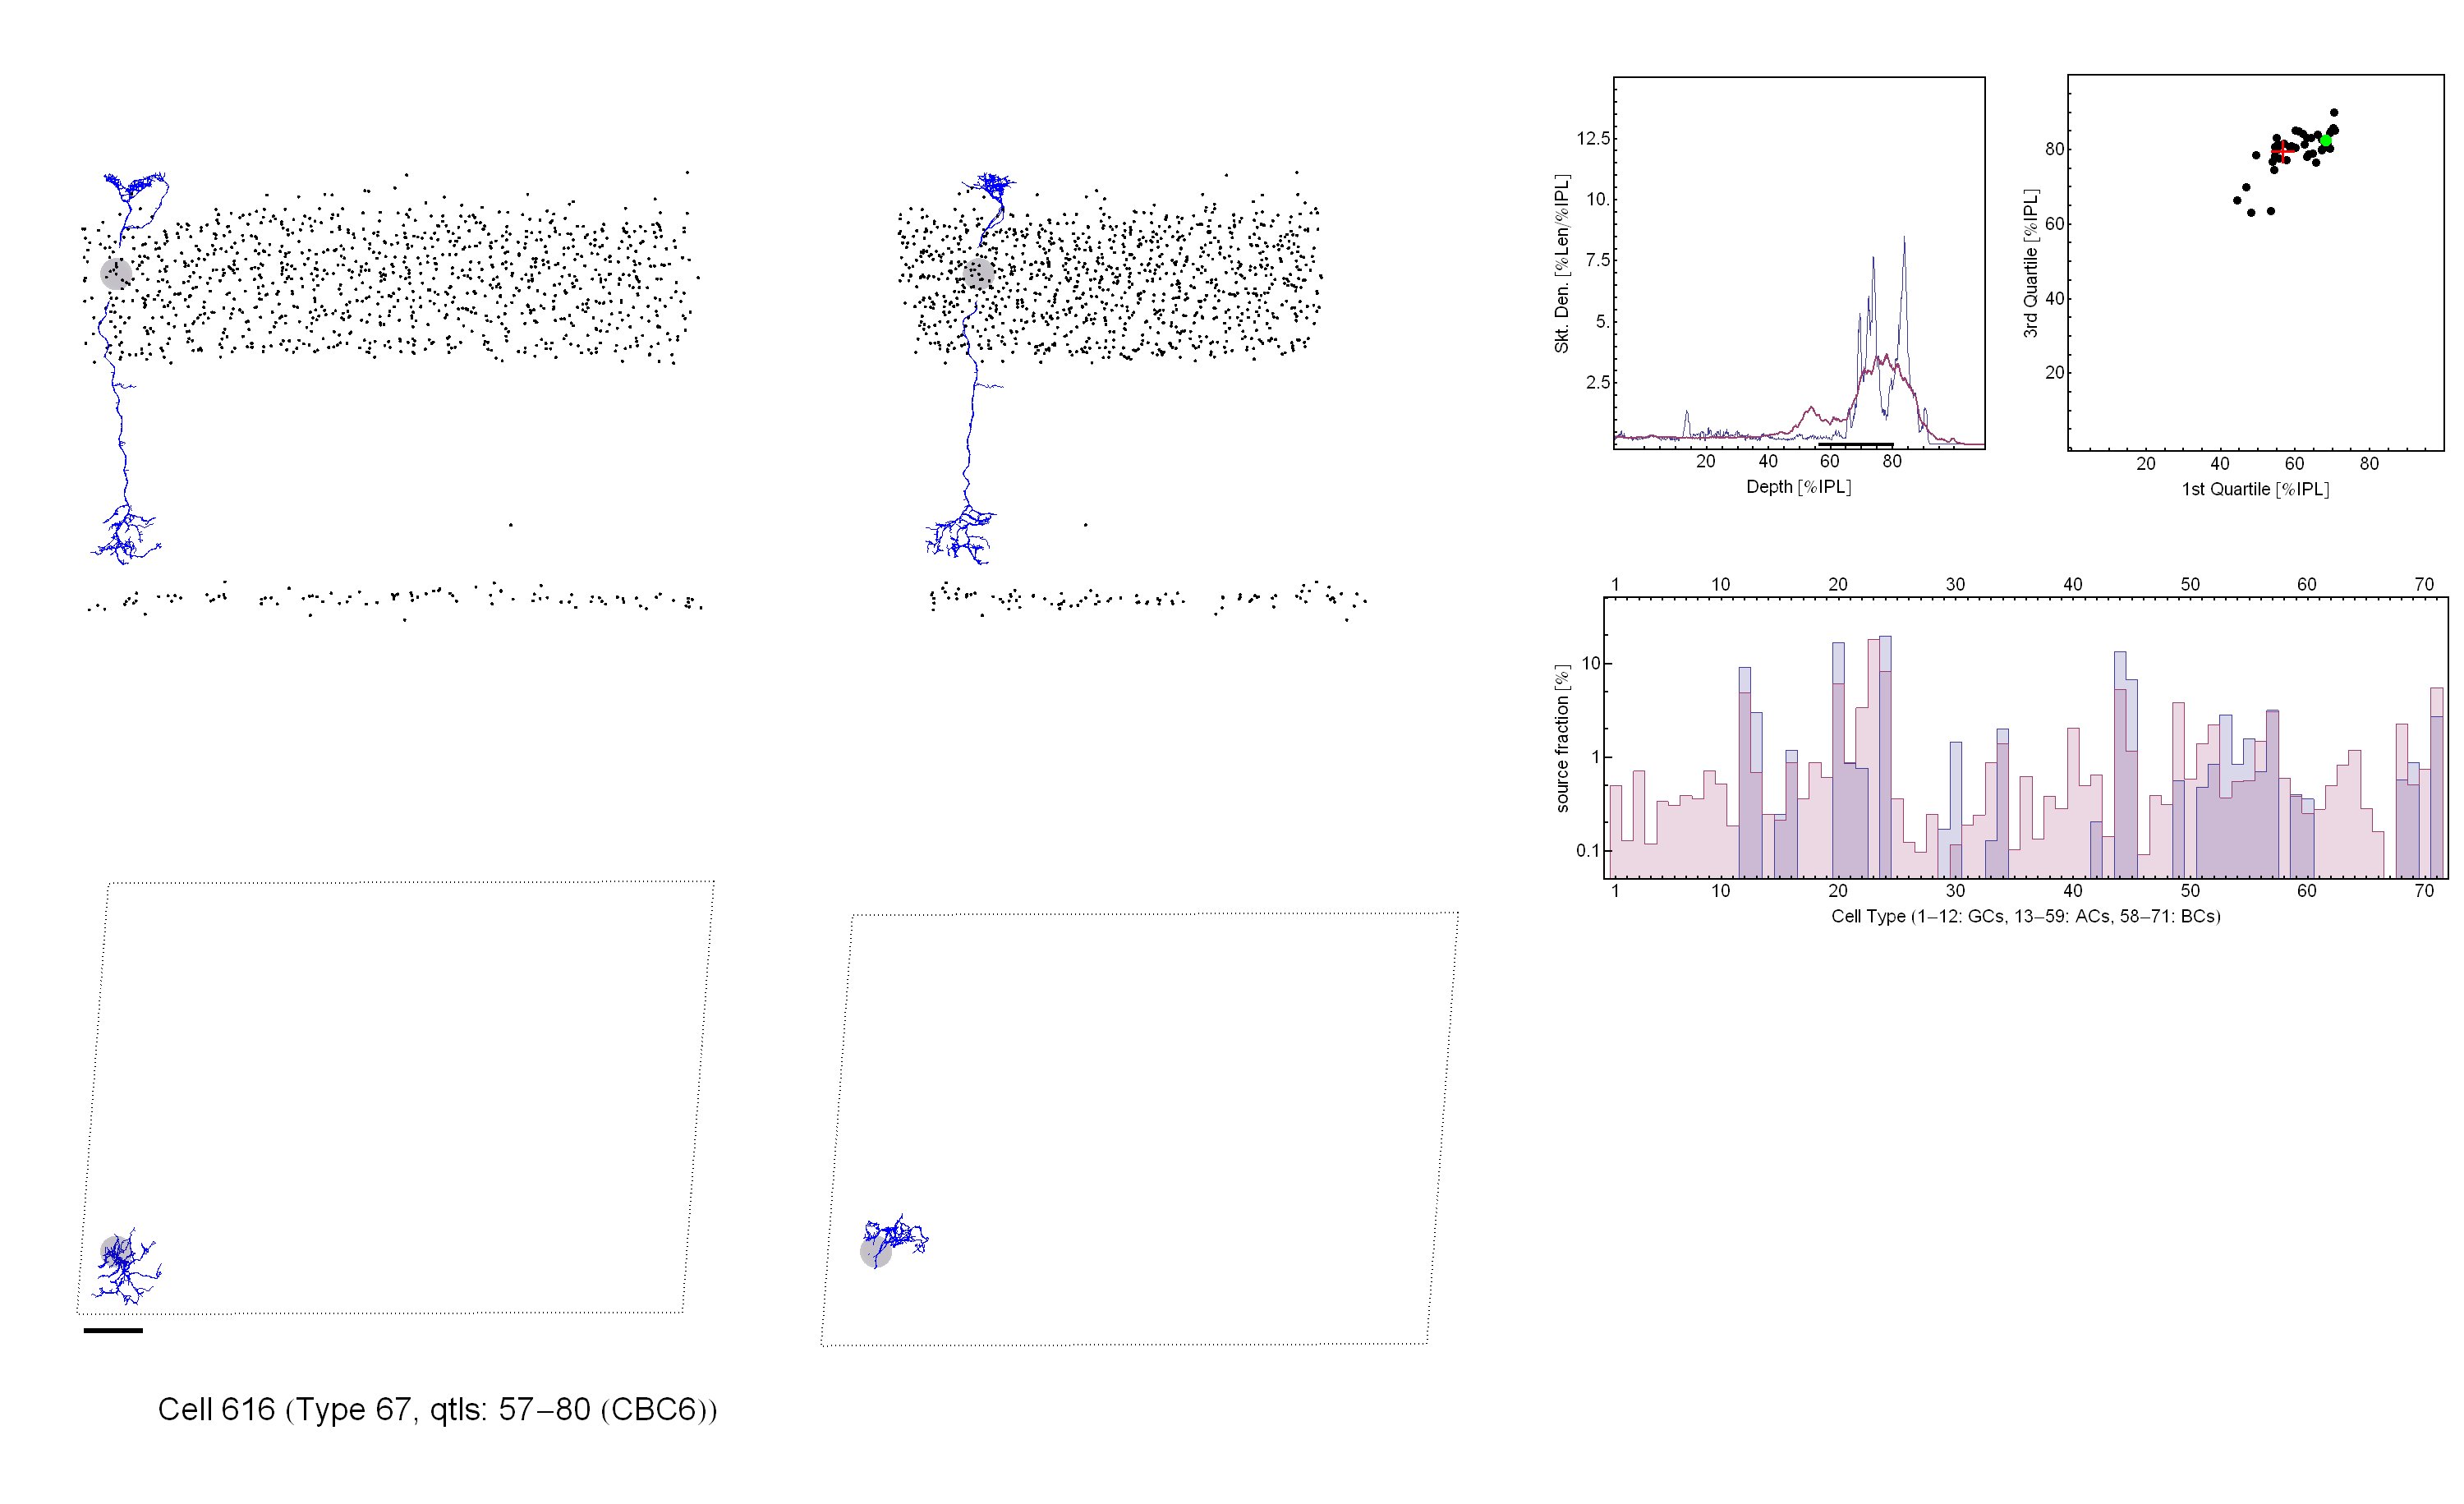 12.5
10.
7.5
5.
2.5
Skt. Den. [%Len/%IPL]
20 40 60 80
Depth [%IPL]
80
60
40
20
3rd Quartile [%IPL]
20 40 60 80
1st Quartile [%IPL]
1 10 20 30 40 50 60 70
10
1
0.1
source fraction [%]
1 10 20 30 40 50 60 70
Cell Type (1–12: GCs, 13–59: ACs, 58–71: BCs)
Cell 616 (Type 67, qtls: 57–80 (CBC6))